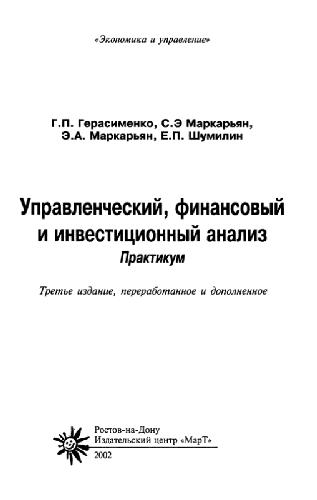 «Экономика и управление»
Г.П. Герасименко, С.Э Маркарьян,
Э.А. Маркарьян, Е.П. Шумилин
Управленческий, финансовый
и инвестиционный анализ
Практикум
Третье издание, переработанное и дополненное
Ростов-на-Дону
Издательский центр «МарТ»
2002